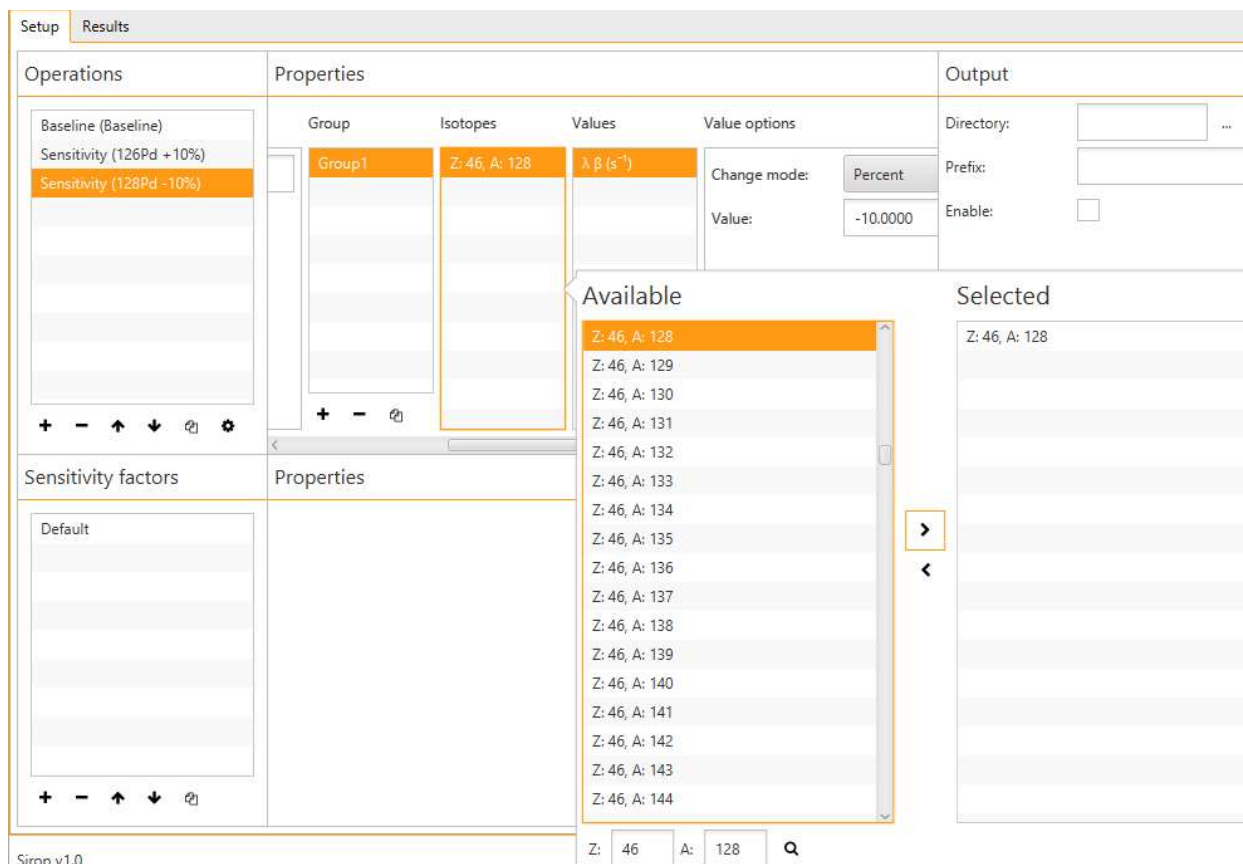 Setup Results
Operations
Baseline (Baseline)
Sensitivity (126Pd +10%)
Sensitivity (128Pd -10%)
Properties
Group Isotopes Values Value options
Group1 Z: 46, A: 128 λ β (s⁻¹)
Change mode: Percent
Value: -10.0000
Output
Directory: ...
Prefix:
Enable:
Sensitivity factors
Default
Properties
Available
Z: 46, A: 128
Z: 46, A: 129
Z: 46, A: 130
Z: 46, A: 131
Z: 46, A: 132
Z: 46, A: 133
Z: 46, A: 134
Z: 46, A: 135
Z: 46, A: 136
Z: 46, A: 137
Z: 46, A: 138
Z: 46, A: 139
Z: 46, A: 140
Z: 46, A: 141
Z: 46, A: 142
Z: 46, A: 143
Z: 46, A: 144
Z: 46 A: 128
Selected
Z: 46, A: 128
Sirop v1.0